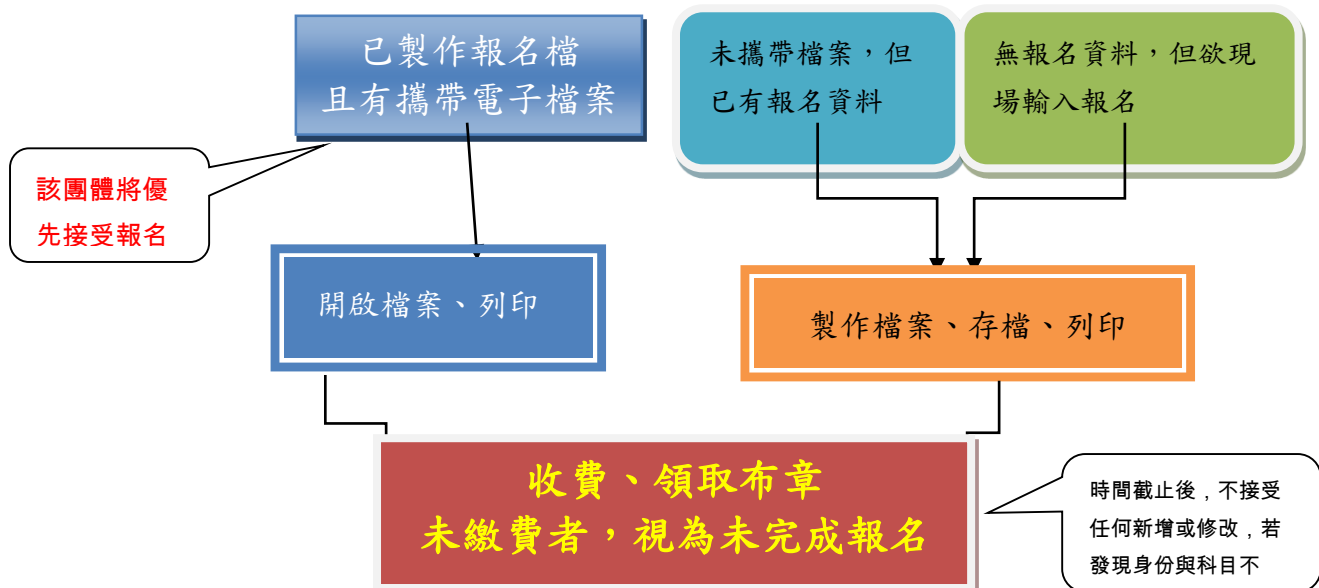 已製作報名檔
且有攜帶電子檔案
未攜帶檔案，但
已有報名資料
無報名資料，但欲現
場輸入報名
該團體將優
先接受報名
開啟檔案、列印
製作檔案、存檔、列印
收費、領取布章
未繳費者，視為未完成報名
時間截止後，不接受
任何新增或修改，若
發現身份與科目不